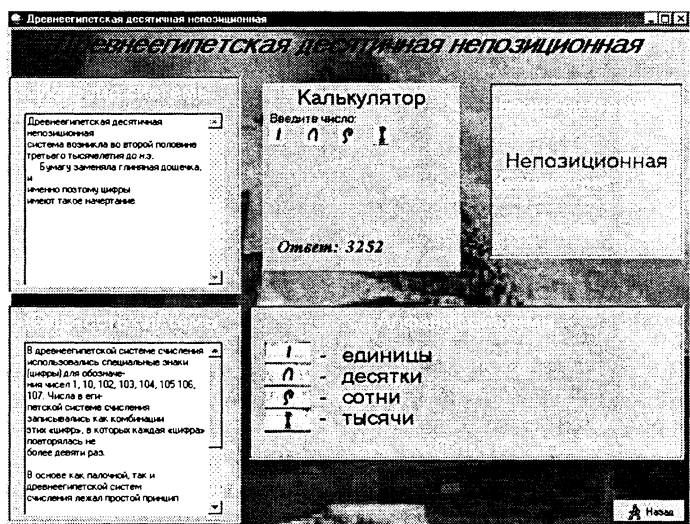 Древнеегипетская десятичная непозиционная
Древнеегипетская десятичная непозиционная
Древнеегипетская десятичная
непозиционная
система возникла во второй половине
третьего тысячелетия до н.э.
Бумагу заменяла глиняная дощечка,
и
именно поэтому цифры
имеют такое начертание
Калькулятор
Введите число:
Ответ: 3252
Непозиционная
В древнеегипетской системе счисления
использовались специальные знаки
(цифры) для обозначе-
ния чисел 1, 10, 102, 103, 104, 105 106,
107. Числа в еги-
петской системе счисления
записывались как комбинации
этих «цифр», в которых каждая «цифра»
повторялась не
более девяти раз.
В основе как палочной, так и
древнеегипетской систем
счисления лежал простой принцип
- единицы
- десятки
- сотни
- тысячи
Назад